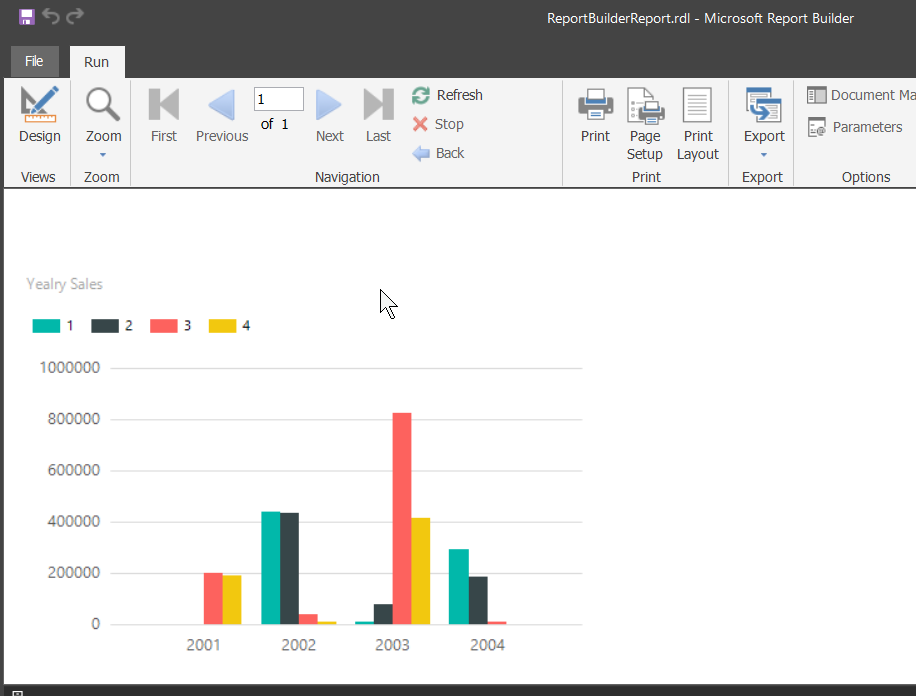 ReportBuilderReport.rdl - Microsoft Report Builder
File Run
Design
Views
Zoom
Zoom
First
Previous
1
of 1
Next
Last
Refresh
Stop
Back
Navigation
Print
Page Setup
Print Layout
Print
Export
Export
Document Ma
Parameters
Options
Yealry Sales
1 2 3 4
1000000
800000
600000
400000
200000
0
2001 2002 2003 2004